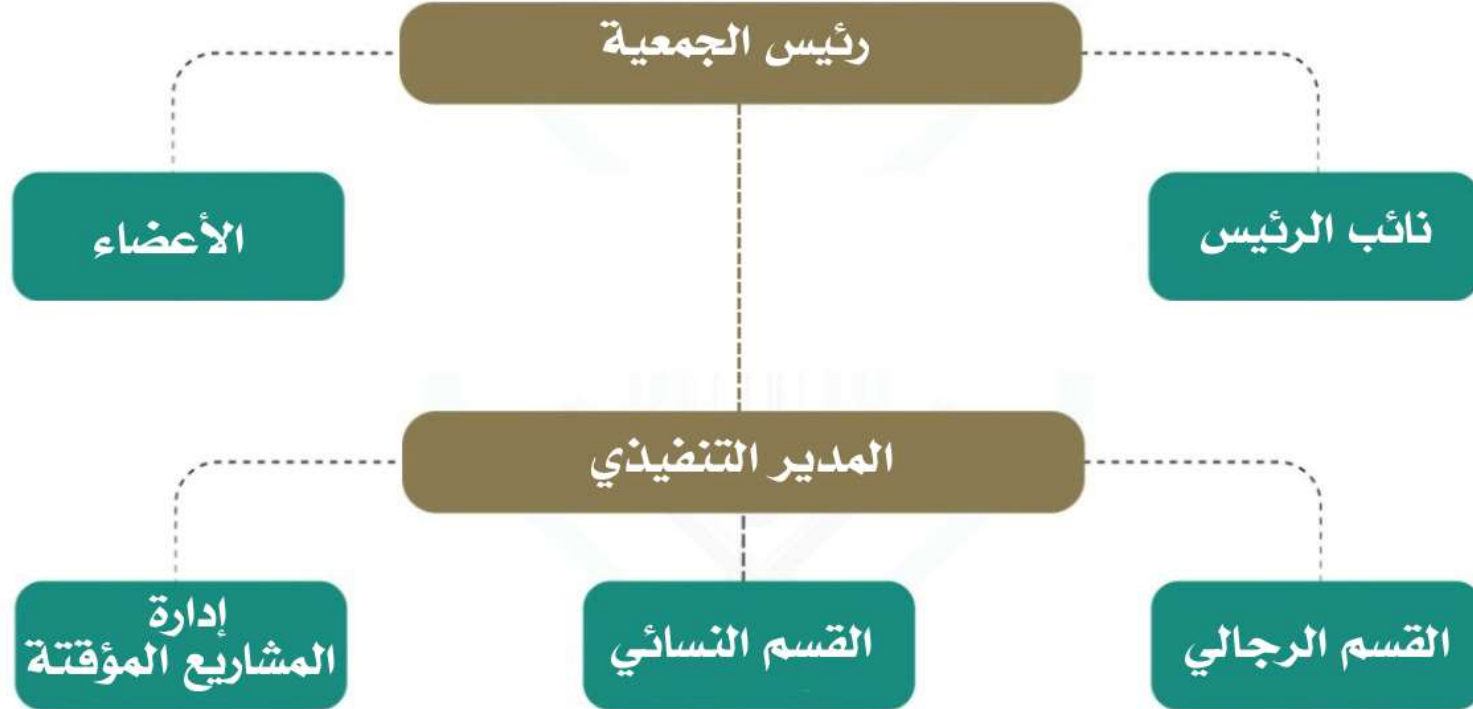 رئيس الجمعية
نائب الرئيس
الأعضاء
المدير التنفيذي
القسم الرجالي
القسم النسائي
إدارة
المشاريع المؤقتة